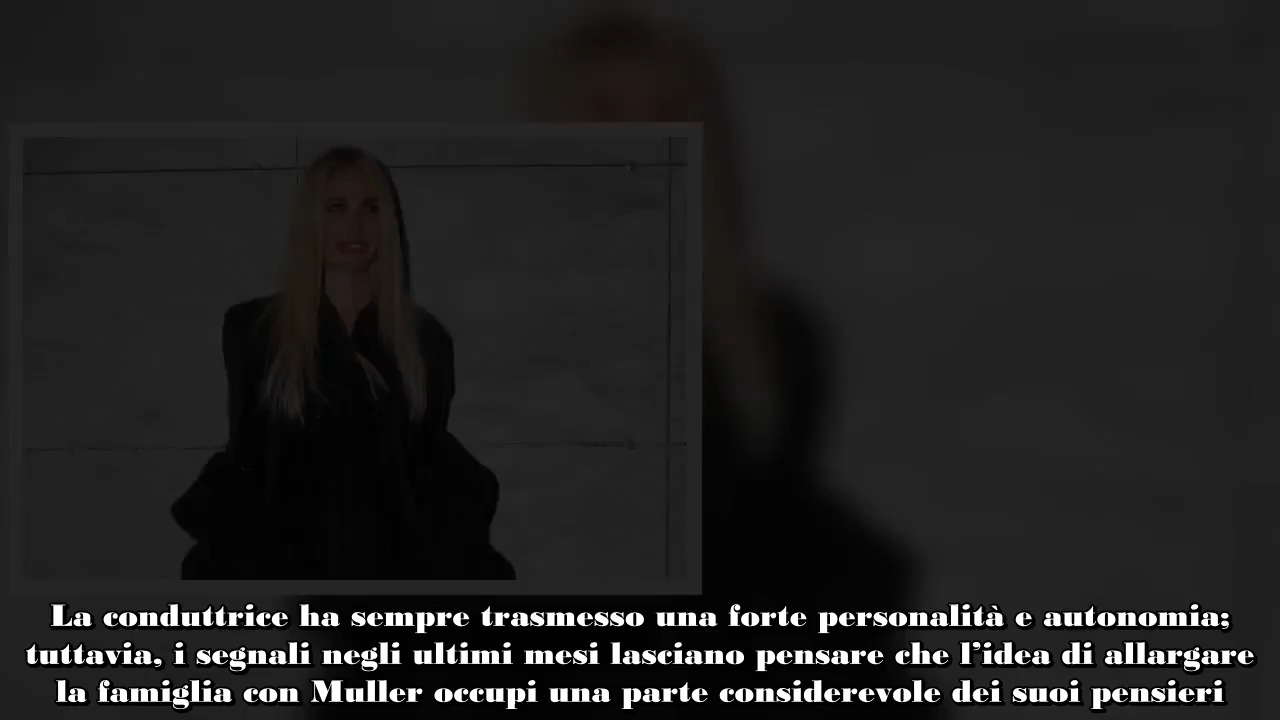 La conduttrice ha sempre trasmesso una forte personalità e autonomia;
tuttavia, i segnali negli ultimi mesi lasciano pensare che l'idea di allargare
la famiglia con Muller occupi una parte considerevole dei suoi pensieri